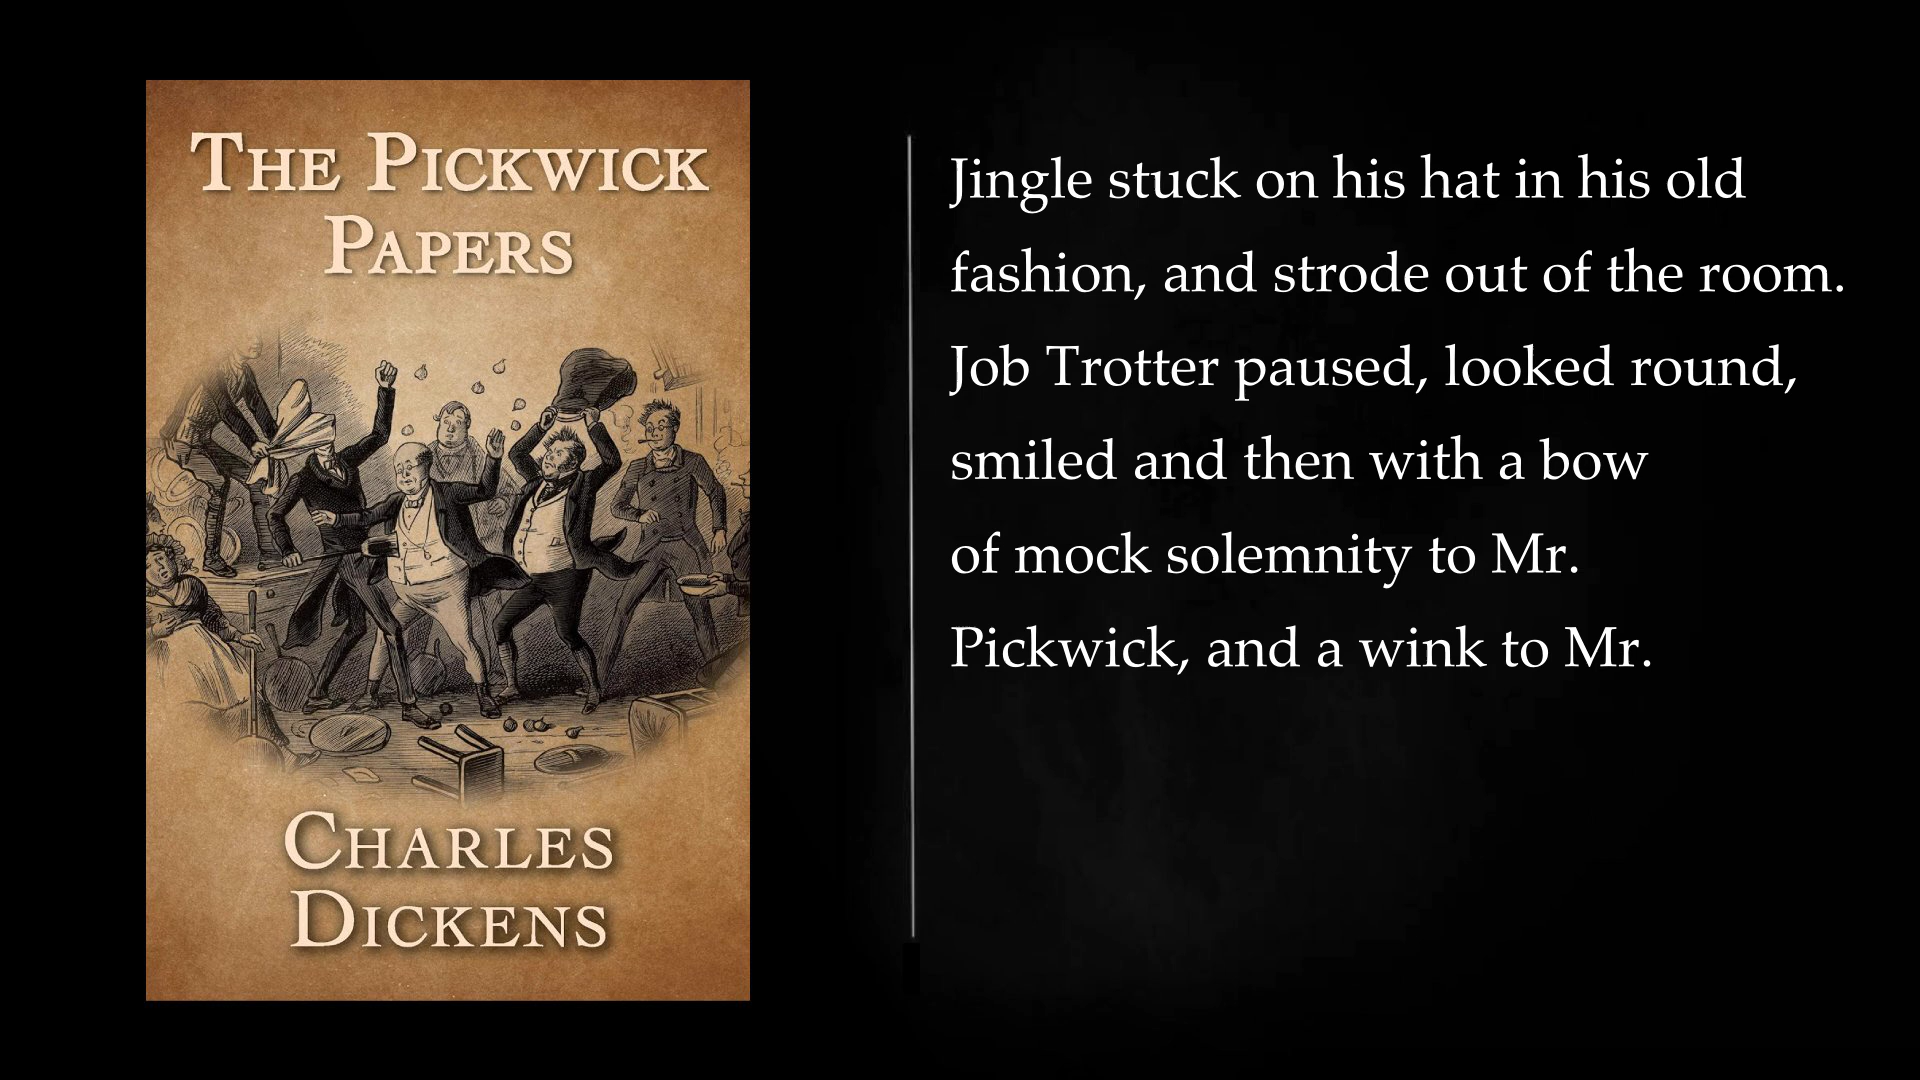 THE PICKWICK
PAPERS
CHARLES
DICKENS
Jingle stuck on his hat in his old
fashion, and strode out of the room.
Job Trotter paused, looked round,
smiled and then with a bow
of mock solemnity to Mr.
Pickwick, and a wink to Mr.